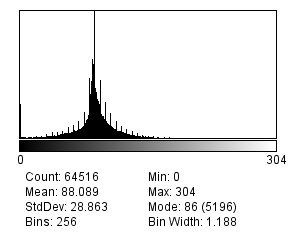 0 304
Count: 64516 Min: 0
Mean: 88.089 Max: 304
StdDev: 28.863 Mode: 86 (5196)
Bins: 256 Bin Width: 1.188